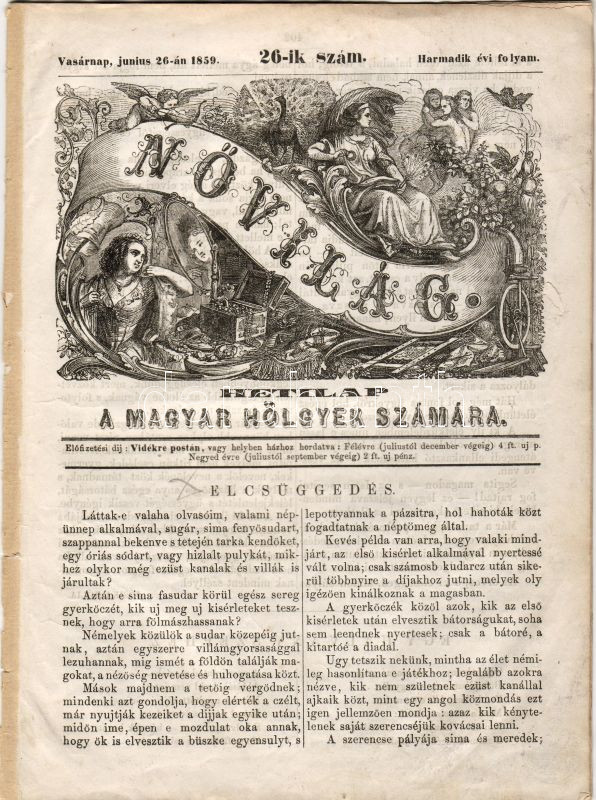 Vasárnap, junius 26-án 1859.
26-ik szám.
Harmadik évi folyam.
NŐVILÁG.
HETILAP
A MAGYAR HÖLGYEK SZÁMÁRA.
Előfizetési dij: Vidékre postán, vagy helyben házhoz hordatva: Félévre (juliustól december végeig) 4 ft. uj p.
Negyed évre (juliustól september végeig) 2 ft. uj pénz.
ELCSÜGGEDÉS.
Láttak-e valaha olvasóim, valami nép-
ünnep alkalmával, sugár, sima fenyősudart,
szappannal bekenve s tetején tarka kendőket,
egy óriás sódart, vagy hizlalt pulykát, mik-
hez olykor még ezüst kanalak és villák is
járultak?
Aztán e sima fasudar körül egész sereg
gyerkőczét, kik uj meg uj kisérleteket tesz-
nek, hogy arra fölmászhassanak?
Némelyek közülök a sudar közepéig jut-
nak, aztán egyszerre villámgyorsasággal
lezuhannak, mig ismét a földön találják ma-
gokat, a nézőség nevetése és huhogatása közt.
Mások majdnem a tetöig vergődnek;
mindenki azt gondolja, hogy elérték a czélt,
már nyujtják kezeiket a dijjak egyike után;
midőn ime, épen e mozdulat oka annak,
hogy ők is elvesztik a büszke egyensulyt, s
lepottyannak a pázsitra, hol hahoták közt
fogadtatnak a néptömeg által.
Kevés példa van arra, hogy valaki mind-
járt, az első kisérlet alkalmával nyertessé
vált volna; csak számosb kudarcz után sike-
rül többnyire a díjakhoz jutni, melyek oly
igézően kinálkoznak a magasban.
A gyerkőczék közöl azok, kik az első
kisérletek után elvesztik bátorságukat, soha
sem leendnek nyertesek; csak a bátoré, a
kitartóé a diadal.
Ugy tetszik nekünk, mintha az élet némi-
leg hasonlitana e játékhoz; legalább azokra
nézve, kik nem születnek ezüst kanállal
ajkaik közt, mint egy angol közmondás ezt
igen jellemzően mondja: azaz kik kényte-
lenek saját szerencséjük kovácsai lenni.
A szerencse pályája sima és meredek;